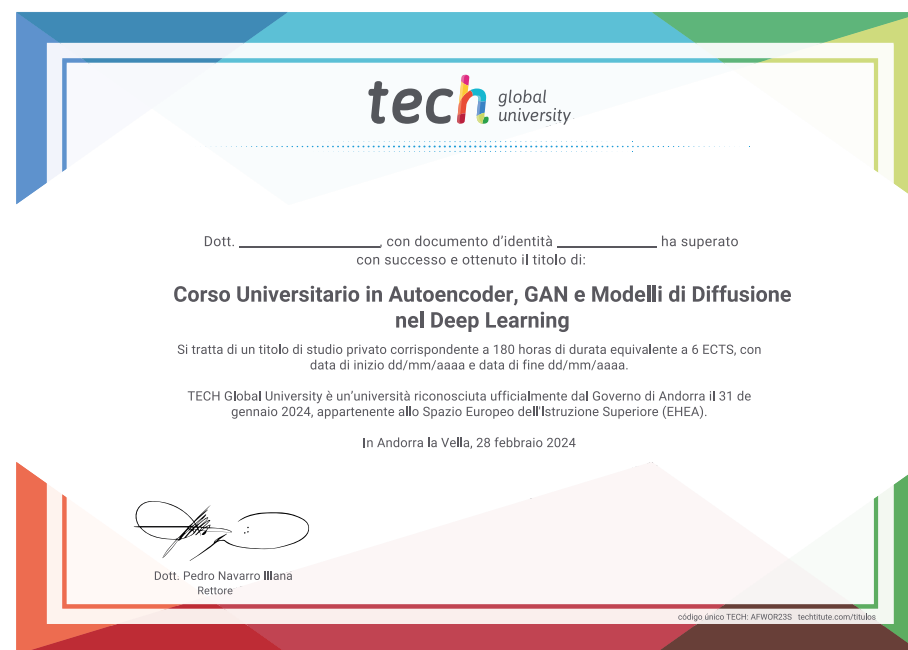 tech global
university
Dott. ____________, con documento d’identità ____________ ha superato
con successo e ottenuto il titolo di:
Corso Universitario in Autoencoder, GAN e Modelli di Diffusione
nel Deep Learning
Si tratta di un titolo di studio privato corrispondente a 180 horas di durata equivalente a 6 ECTS, con
data di inizio dd/mm/aaaa e data di fine dd/mm/aaaa.
TECH Global University è un’università riconosciuta ufficialmente dal Governo di Andorra il 31 de
gennaio 2024, appartenente allo Spazio Europeo dell'Istruzione Superiore (EHEA).
In Andorra la Vella, 28 febbraio 2024
Dott. Pedro Navarro Illana
Rettore
código único TECH: AFWOR23S techtitute.com/titulos